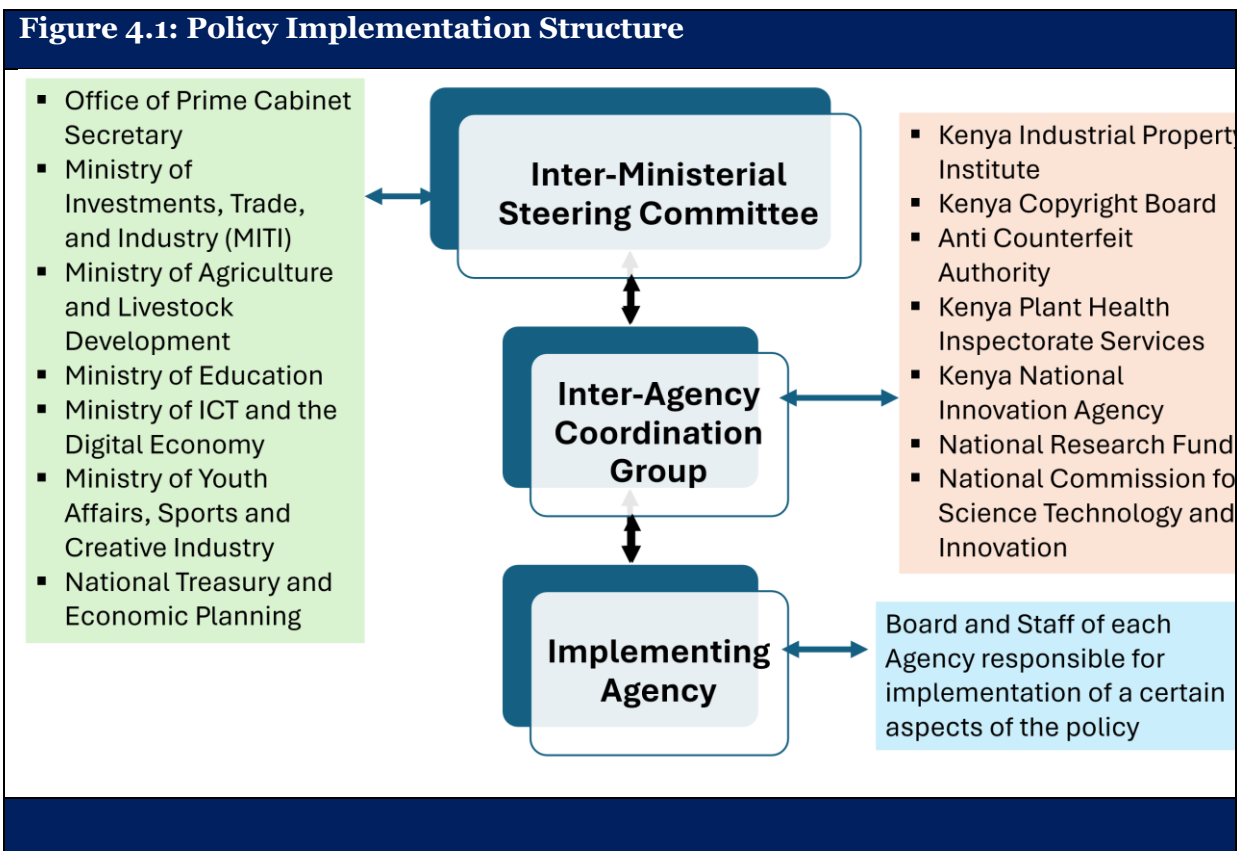 Figure 4.1: Policy Implementation Structure
▪ Office of Prime Cabinet
Secretary
▪ Ministry of
Investments, Trade,
and Industry (MITI)
▪ Ministry of Agriculture
and Livestock
Development
▪ Ministry of Education
▪ Ministry of ICT and the
Digital Economy
▪ Ministry of Youth
Affairs, Sports and
Creative Industry
▪ National Treasury and
Economic Planning
Inter-Ministerial
Steering Committee
Inter-Agency
Coordination
Group
Implementing
Agency
▪ Kenya Industrial Property
Institute
▪ Kenya Copyright Board
▪ Anti Counterfeit
Authority
▪ Kenya Plant Health
Inspectorate Services
▪ Kenya National
Innovation Agency
▪ National Research Fund
▪ National Commission fo
Science Technology and
Innovation
Board and Staff of each
Agency responsible for
implementation of a certain
aspects of the policy